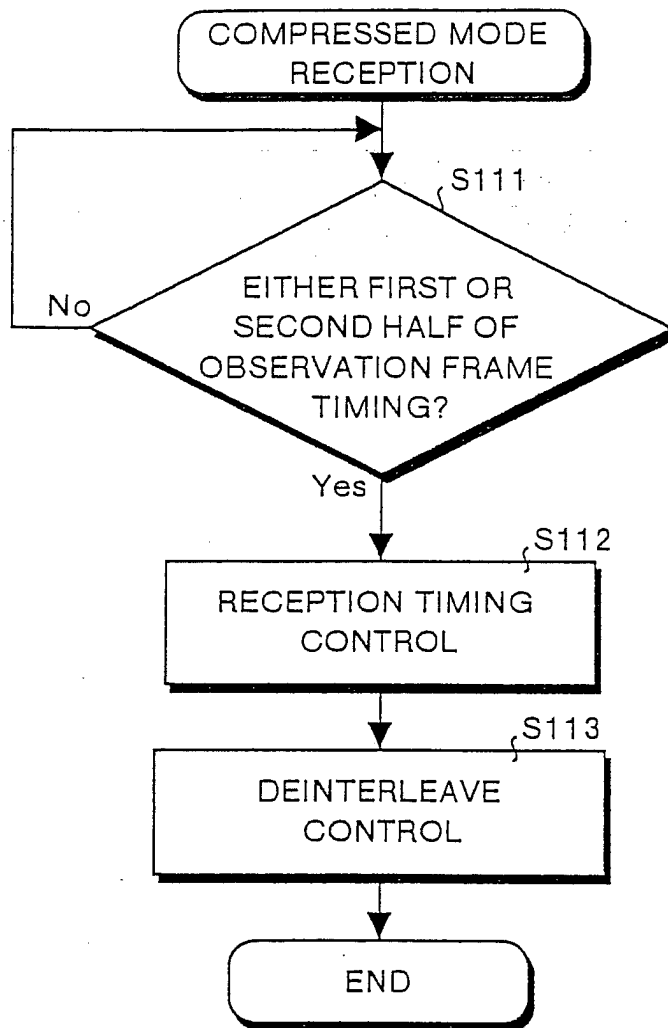 COMPRESSED MODE
RECEPTION
S111
EITHER FIRST OR
SECOND HALF OF
OBSERVATION FRAME
TIMING?
No
Yes
S112
RECEPTION TIMING
CONTROL
S113
DEINTERLEAVE
CONTROL
END